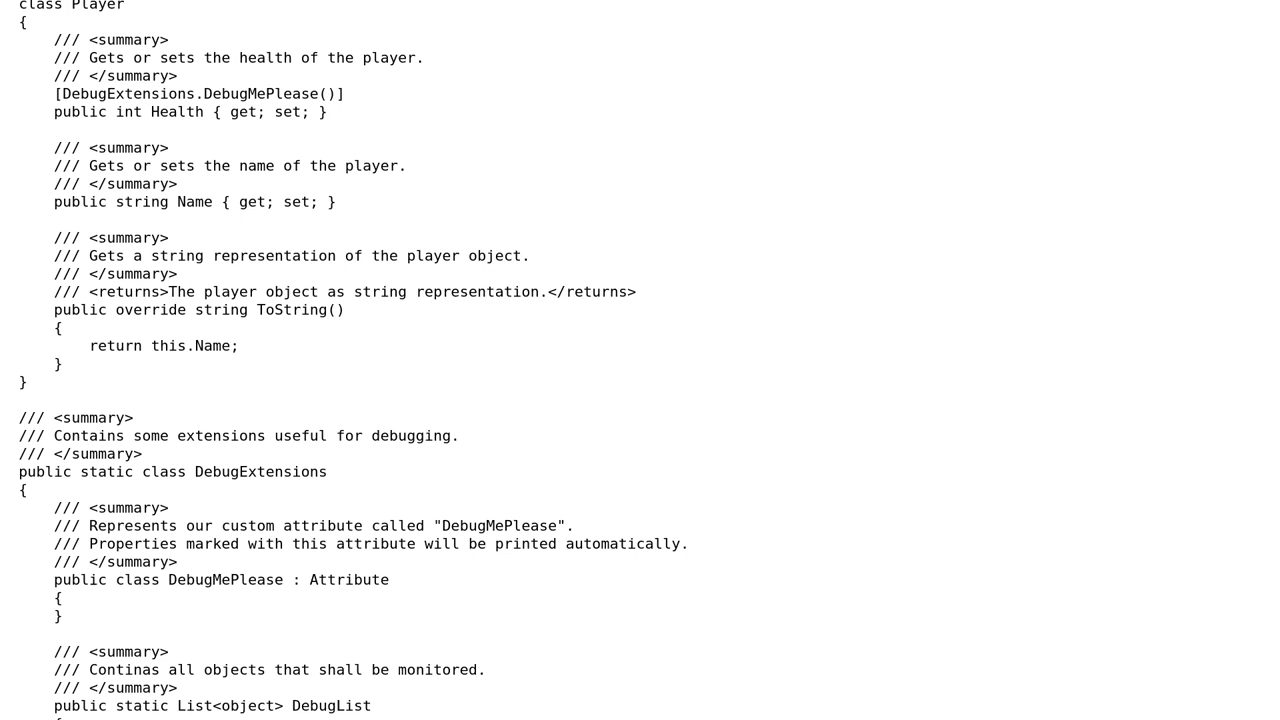 class Player
{
    /// <summary>
    /// Gets or sets the health of the player.
    /// </summary>
    [DebugExtensions.DebugMePlease()]
    public int Health { get; set; }

    /// <summary>
    /// Gets or sets the name of the player.
    /// </summary>
    public string Name { get; set; }

    /// <summary>
    /// Gets a string representation of the player object.
    /// </summary>
    /// <returns>The player object as string representation.</returns>
    public override string ToString()
    {
        return this.Name;
    }
}

/// <summary>
/// Contains some extensions useful for debugging.
/// </summary>
public static class DebugExtensions
{
    /// <summary>
    /// Represents our custom attribute called "DebugMePlease".
    /// Properties marked with this attribute will be printed automatically.
    /// </summary>
    public class DebugMePlease : Attribute
    {
    }

    /// <summary>
    /// Continas all objects that shall be monitored.
    /// </summary>
    public static List<object> DebugList
    {